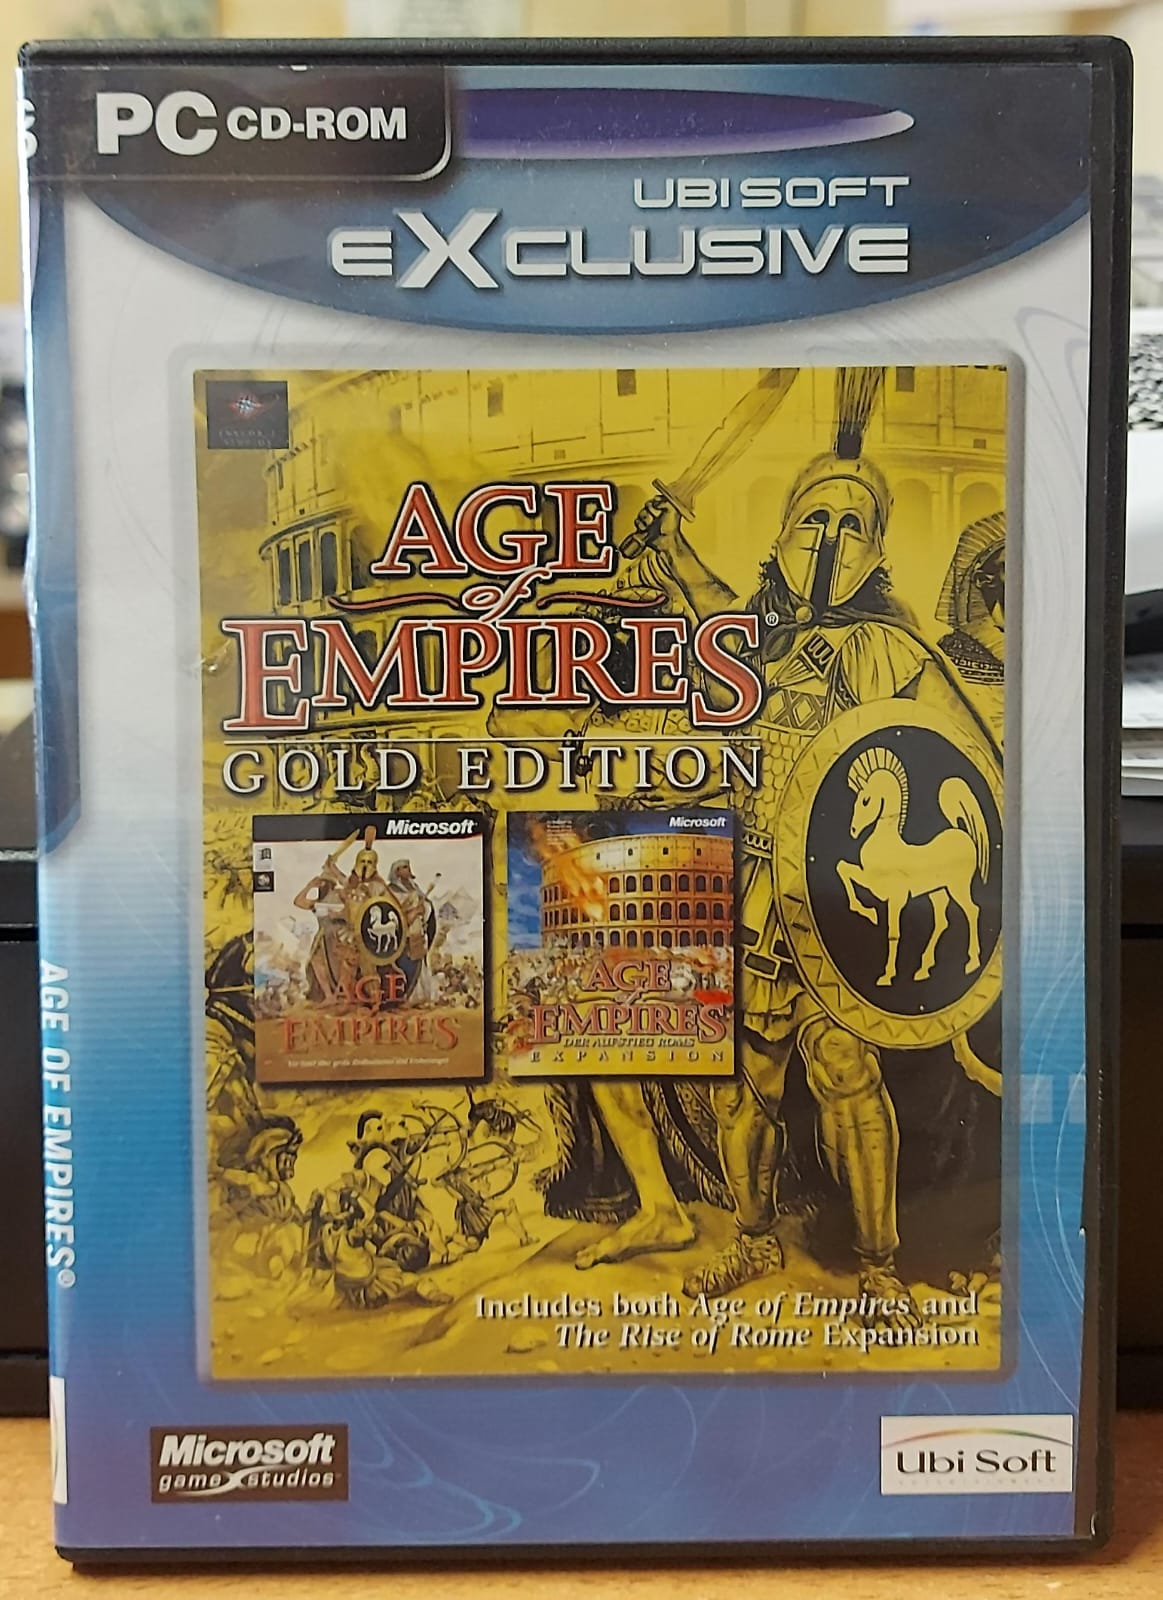 PC CD-ROM
UBI SOFT
eXCLUSIVE
AGE
of
EMPIRES®
GOLD EDITION
Microsoft
AGE
EMPIRES
Microsoft
AGE
of
EMPIRES
DER AUFSTIEG ROMS
EXPANSION
Includes both Age of Empires and
The Rise of Rome Expansion
Microsoft
game studios
Ubi Soft
AGE OF EMPIRES®